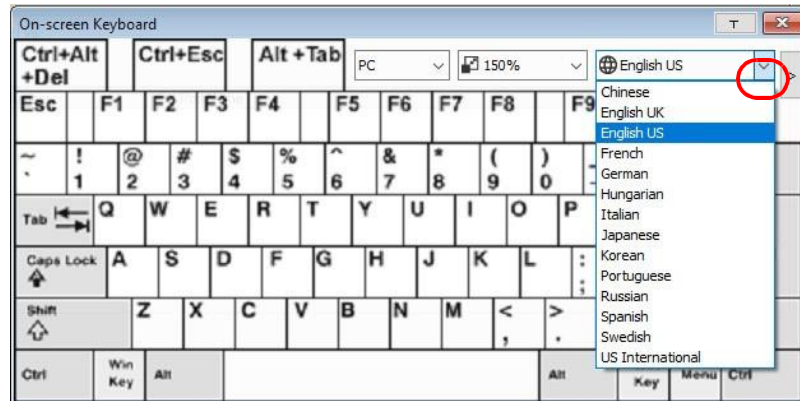 On-screen Keyboard
T
Ctrl+Alt +Del
Ctrl+Esc
Alt +Tab
PC
150%
English US
>
Esc F1 F2 F3 F4 F5 F6 F7 F8 F9
~ ! @ # $ % ^ & * ( )
` 1 2 3 4 5 6 7 8 9 0 -
Tab Q W E R T Y U I O P
Caps Lock A S D F G H J K L : ;
Shift Z X C V B N M < , > .
Ctrl Win Key Alt Alt Key Menu Ctrl
Chinese
English UK
English US
French
German
Hungarian
Italian
Japanese
Korean
Portuguese
Russian
Spanish
Swedish
US International